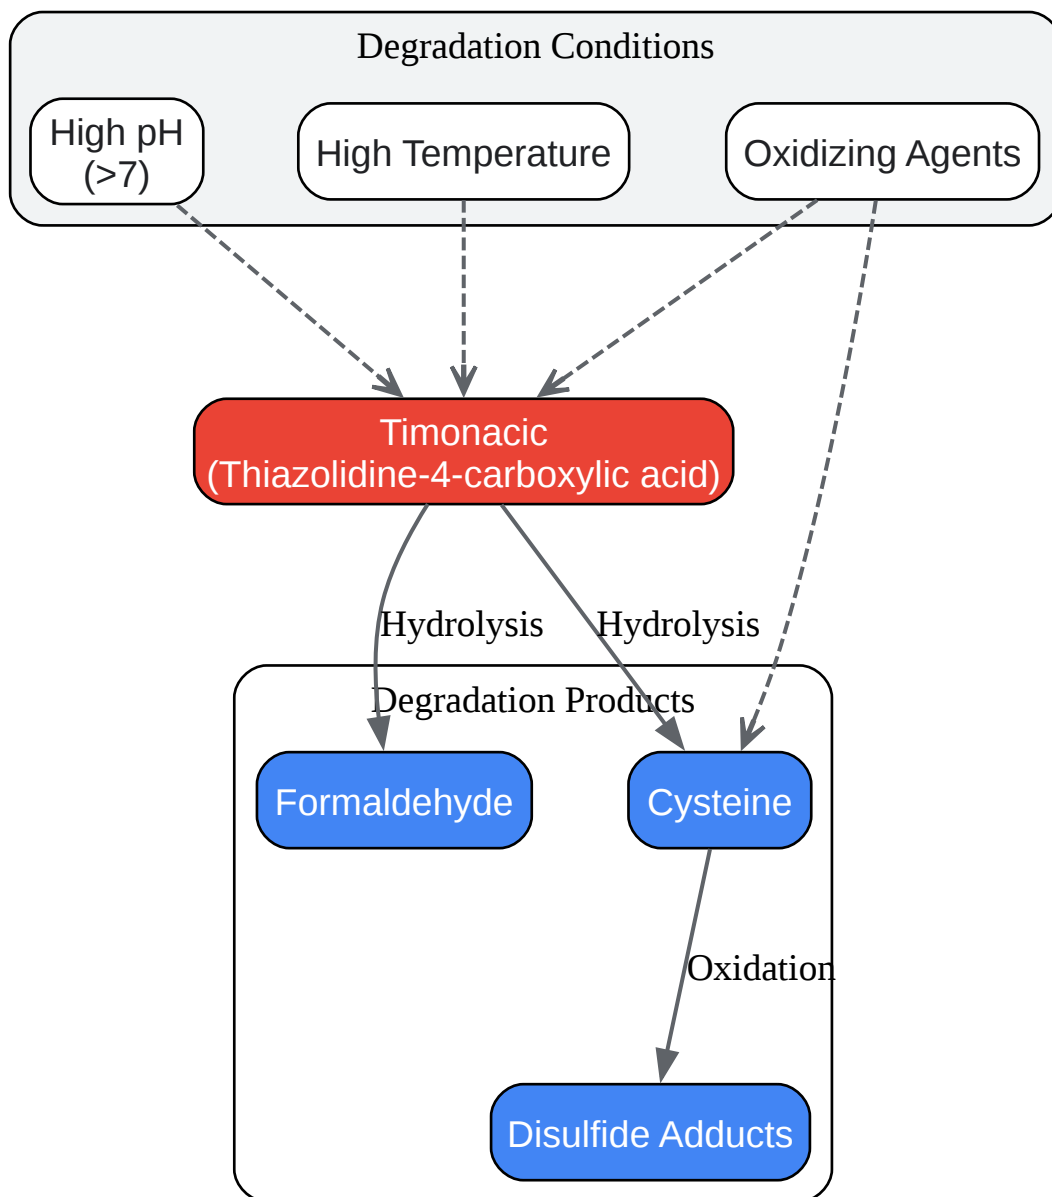 Degradation Conditions
High pH
(>7)
High Temperature
Oxidizing Agents
Timonacic
(Thiazolidine-4-carboxylic acid)
Hydrolysis
Hydrolysis
Degradation Products
Formaldehyde
Cysteine
Oxidation
Disulfide Adducts